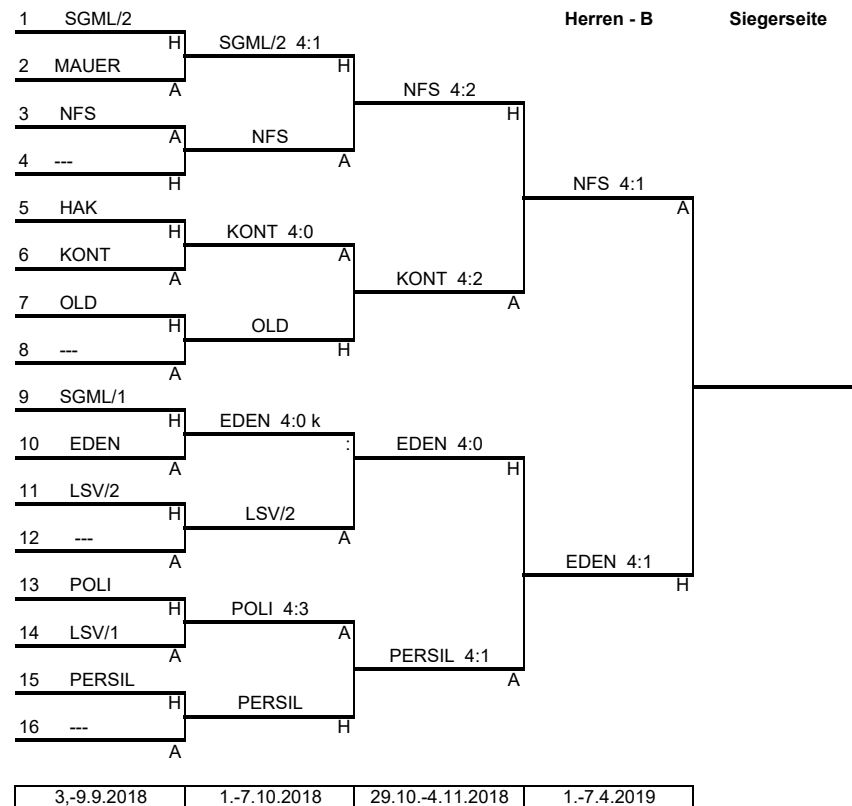 1 SGML/2 Herren - B Siegerseite
H SGML/2 4:1
2 MAUER H
A NFS 4:2
3 NFS H
A NFS
4 --- A
H NFS 4:1
5 HAK A
H KONT 4:0
6 KONT A
A KONT 4:2
7 OLD A
H OLD
8 --- H
A
9 SGML/1
H EDEN 4:0 k
10 EDEN : EDEN 4:0
A H
11 LSV/2
H LSV/2
12 --- A
A EDEN 4:1
13 POLI H
H POLI 4:3
14 LSV/1 A
A PERSIL 4:1
15 PERSIL A
H PERSIL
16 --- H
A
3,-9.9.2018 1.-7.10.2018 29.10.-4.11.2018 1.-7.4.2019